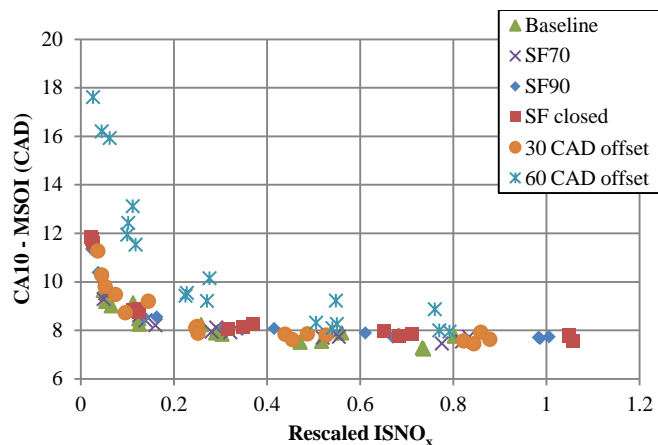 Baseline
SF70
SF90
SF closed
30 CAD offset
60 CAD offset
CA10 - MSOI (CAD)
20
18
16
14
12
10
8
6
0 0.2 0.4 0.6 0.8 1 1.2
Rescaled ISNOₓ